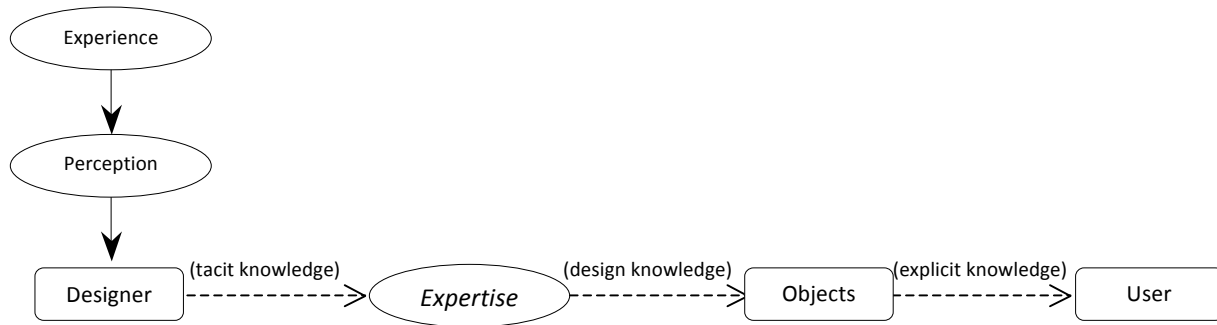 Experience
Perception
(tacit knowledge)
(design knowledge)
(explicit knowledge)
Designer
Expertise
Objects
User